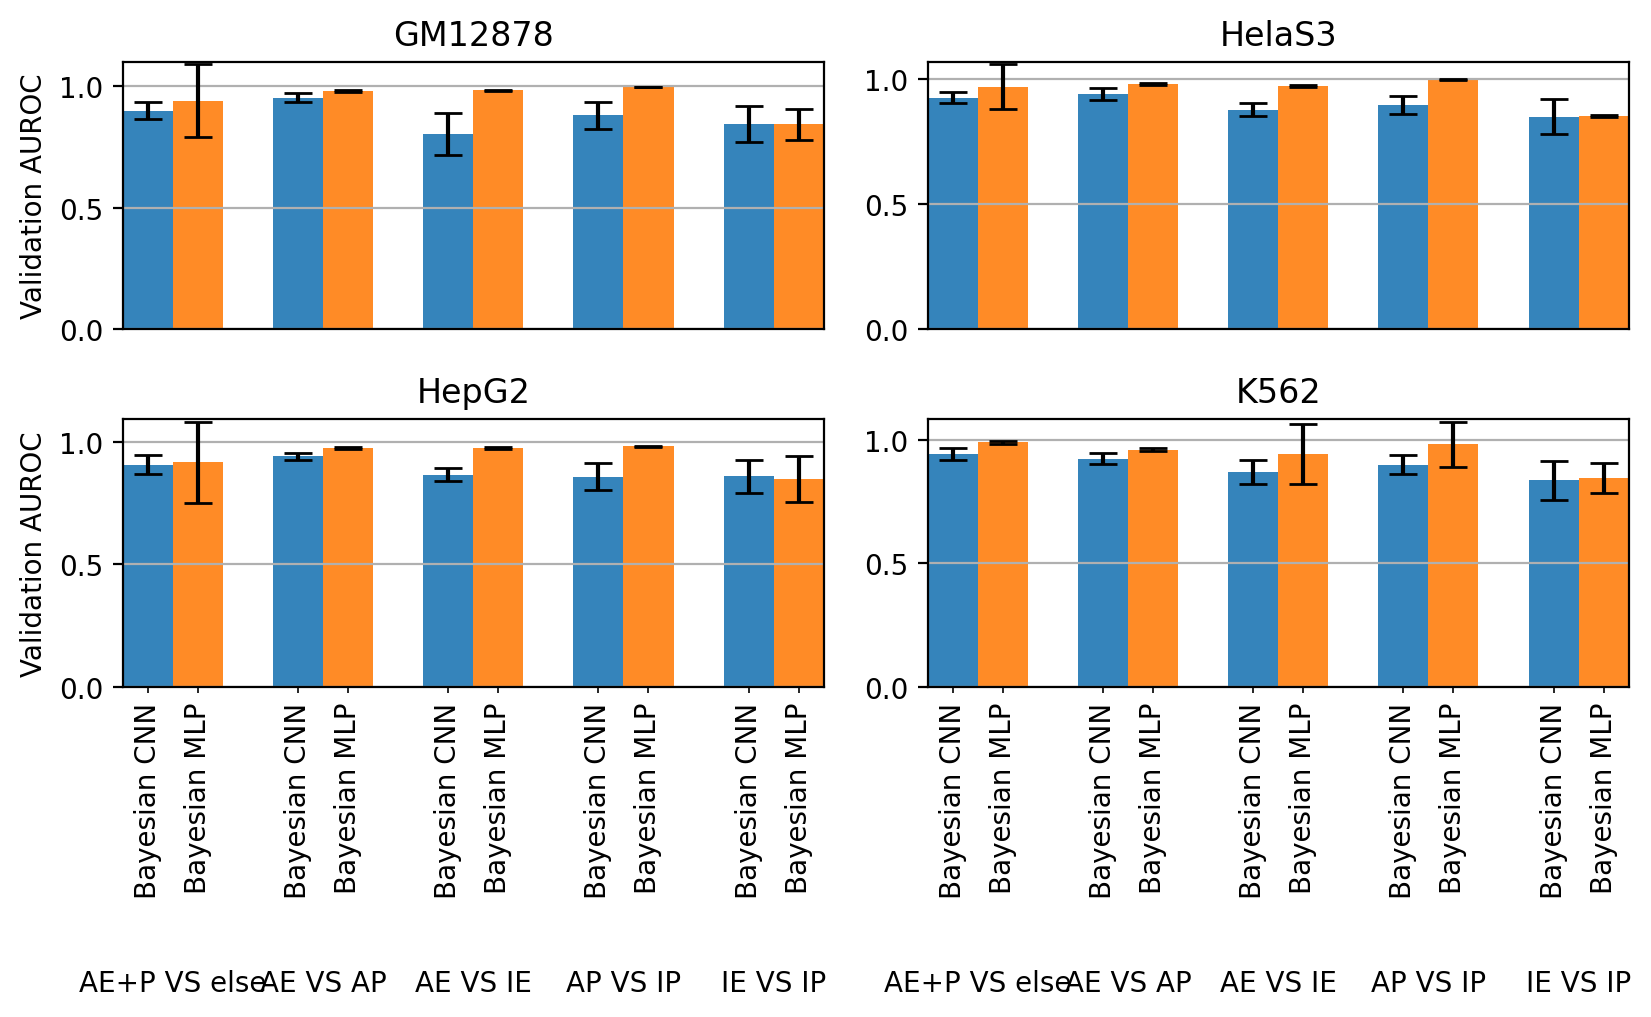 GM12878
HelaS3
Validation AUROC
1.0
0.5
0.0
1.0
0.5
0.0
HepG2
K562
Validation AUROC
1.0
0.5
0.0
1.0
0.5
0.0
Bayesian CNN
Bayesian MLP
Bayesian CNN
Bayesian MLP
Bayesian CNN
Bayesian MLP
Bayesian CNN
Bayesian MLP
Bayesian CNN
Bayesian MLP
Bayesian CNN
Bayesian MLP
Bayesian CNN
Bayesian MLP
Bayesian CNN
Bayesian MLP
Bayesian CNN
Bayesian MLP
Bayesian CNN
Bayesian MLP
AE+P VS else
AE VS AP
AE VS IE
AP VS IP
IE VS IP
AE+P VS else
AE VS AP
AE VS IE
AP VS IP
IE VS IP